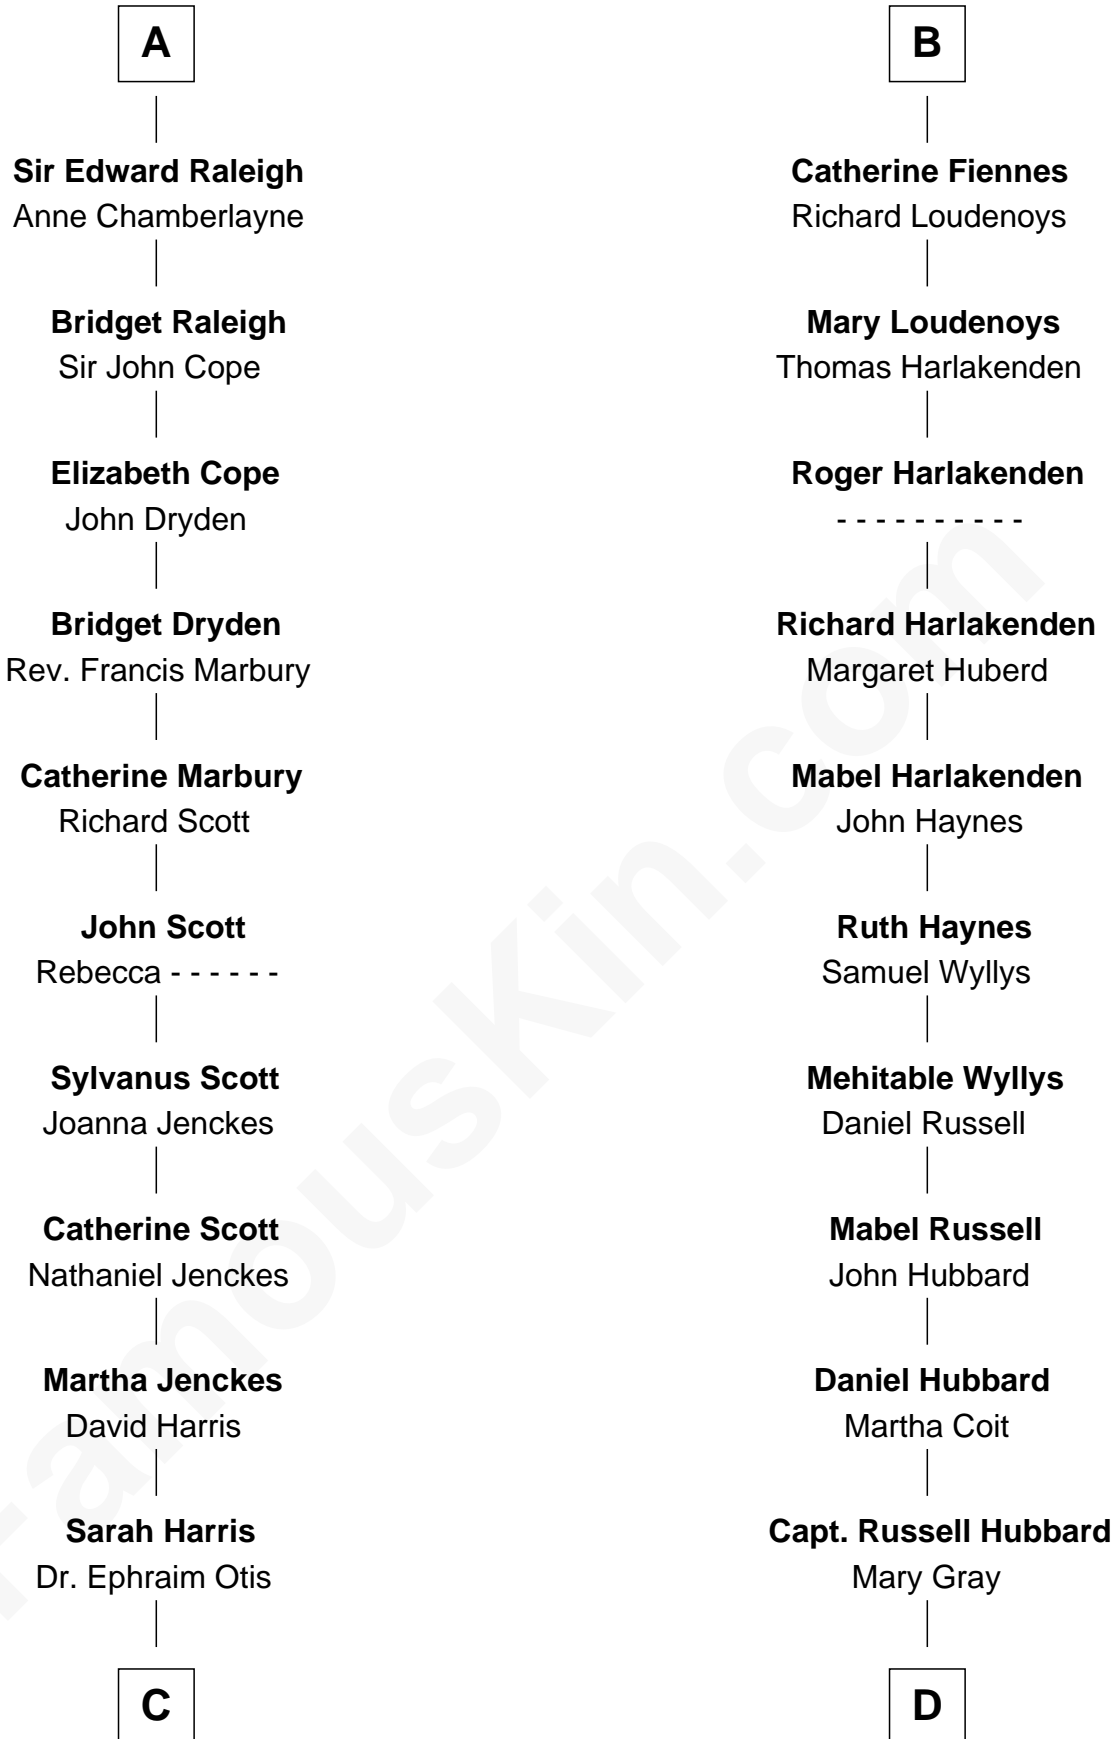 A
Sir Edward Raleigh
Anne Chamberlayne
Bridget Raleigh
Sir John Cope
Elizabeth Cope
John Dryden
Bridget Dryden
Rev. Francis Marbury
Catherine Marbury
Richard Scott
John Scott
Rebecca - - - - - -
Sylvanus Scott
Joanna Jenckes
Catherine Scott
Nathaniel Jenckes
Martha Jenckes
David Harris
Sarah Harris
Dr. Ephraim Otis
C
B
Catherine Fiennes
Richard Loudenoys
Mary Loudenoys
Thomas Harlakenden
Roger Harlakenden
- - - - - - - - - -
Richard Harlakenden
Margaret Huberd
Mabel Harlakenden
John Haynes
Ruth Haynes
Samuel Wyllys
Mehitable Wyllys
Daniel Russell
Mabel Russell
John Hubbard
Daniel Hubbard
Martha Coit
Capt. Russell Hubbard
Mary Gray
D
FamousKin.com